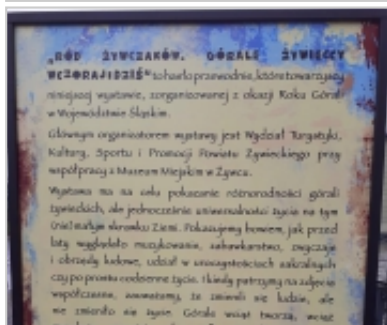 „RÓD ŻYWCZAKÓW. GÓRALE ŻYWIECCY
WCZORAJ I DZIŚ” to hasło przewodnie, które towarzyszy
niniejszej wystawie, zorganizowanej z okazji Roku Górali
w Województwie Śląskim.
Głównym organizatorem wystawy jest Wydział Turystyki,
Kultury, Sportu i Promocji Powiatu Żywieckiego przy
współpracy z Muzeum Miejskim w Żywcu.
Wystawa ma na celu pokazanie różnorodności górali
żywieckich, ale jednocześnie uniwersalności życia na tym
(nie)małym skrawku Ziemi. Pokazujemy bowiem, jak przed
laty wyglądało muzykowanie, zabawkarstwo, zwyczaje
i obrzędy ludowe, udział w uroczystościach sakralnych
czy po prostu codzienne życie. I kiedy patrzymy na zdjęcia
współczesne, zauważamy, że zmienili się ludzie, ale
nie zmieniło się życie. Górale wciąż tworzą, wciąż